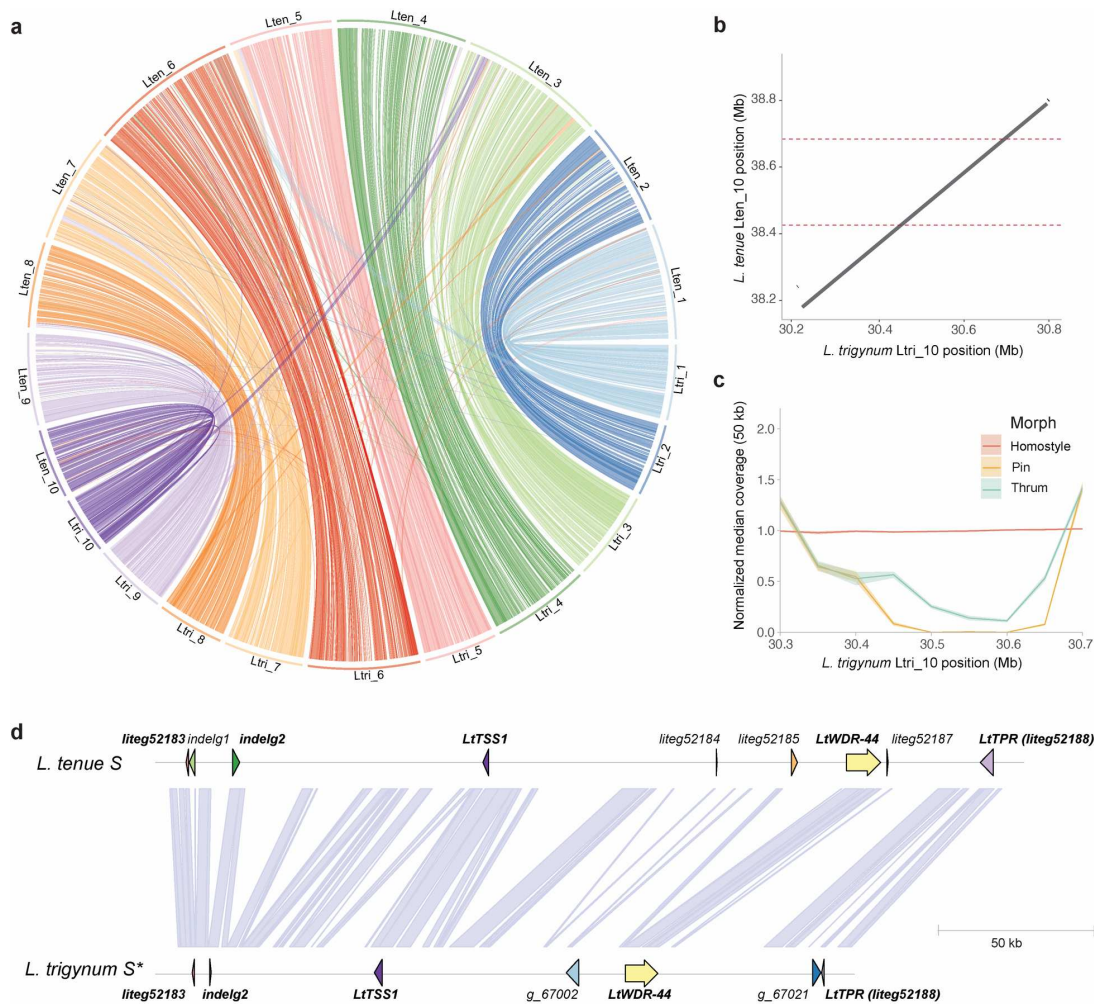 a
Lten_5
Lten_4
Lten_6
Lten_3
Lten_7
Lten_2
Lten_8
Lten_1
Lten_9
Ltri_1
Lten_10
Ltri_2
Ltri_10
Ltri_3
Ltri_9
Ltri_4
Ltri_8
Ltri_5
Ltri_7
Ltri_6
b
L. tenue Lten_10 position (Mb)
38.8
38.6
38.4
38.2
30.2 30.4 30.6 30.8
L. trigynum Ltri_10 position (Mb)
c
Normalized median coverage (50 kb)
2.0
1.5
1.0
0.5
0.0
Morph
Homostyle
Pin
Thrum
30.3 30.4 30.5 30.6 30.7
L. trigynum Ltri_10 position (Mb)
d
liteg52183 indelg1 indelg2 LtTSS1 liteg52184 liteg52185 LtWDR-44 liteg52187 LtTPR (liteg52188)
L. tenue S
50 kb
L. trigynum S*
liteg52183 indelg2 LtTSS1 g_67002 LtWDR-44 g_67021 LtTPR (liteg52188)